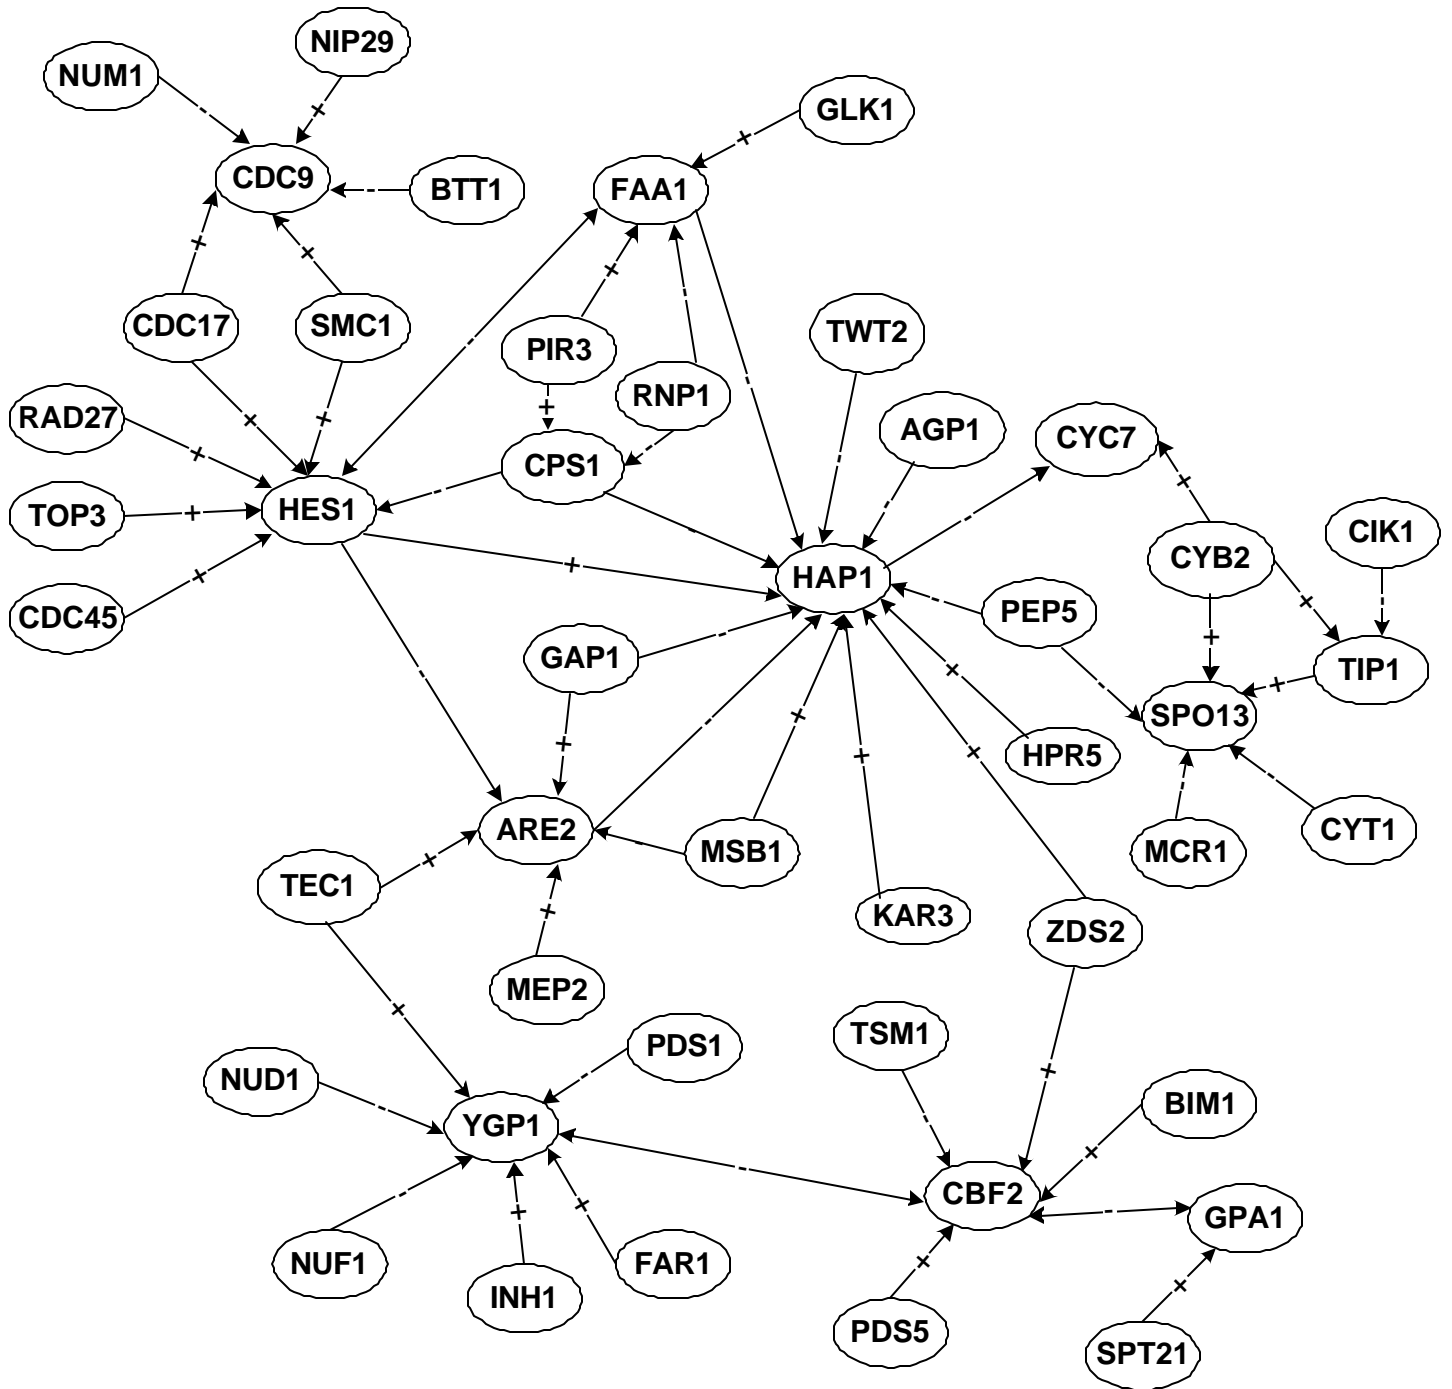 NIP29
NUM1
GLK1
CDC9
BTT1
FAA1
CDC17
SMC1
TWT2
PIR3
RNP1
RAD27
AGP1
CYC7
CPS1
HES1
TOP3
CIK1
CYB2
HAP1
CDC45
PEP5
GAP1
TIP1
SPO13
HPR5
ARE2
MSB1
CYT1
MCR1
TEC1
KAR3
ZDS2
MEP2
TSM1
PDS1
NUD1
BIM1
YGP1
CBF2
GPA1
NUF1
FAR1
INH1
PDS5
SPT21